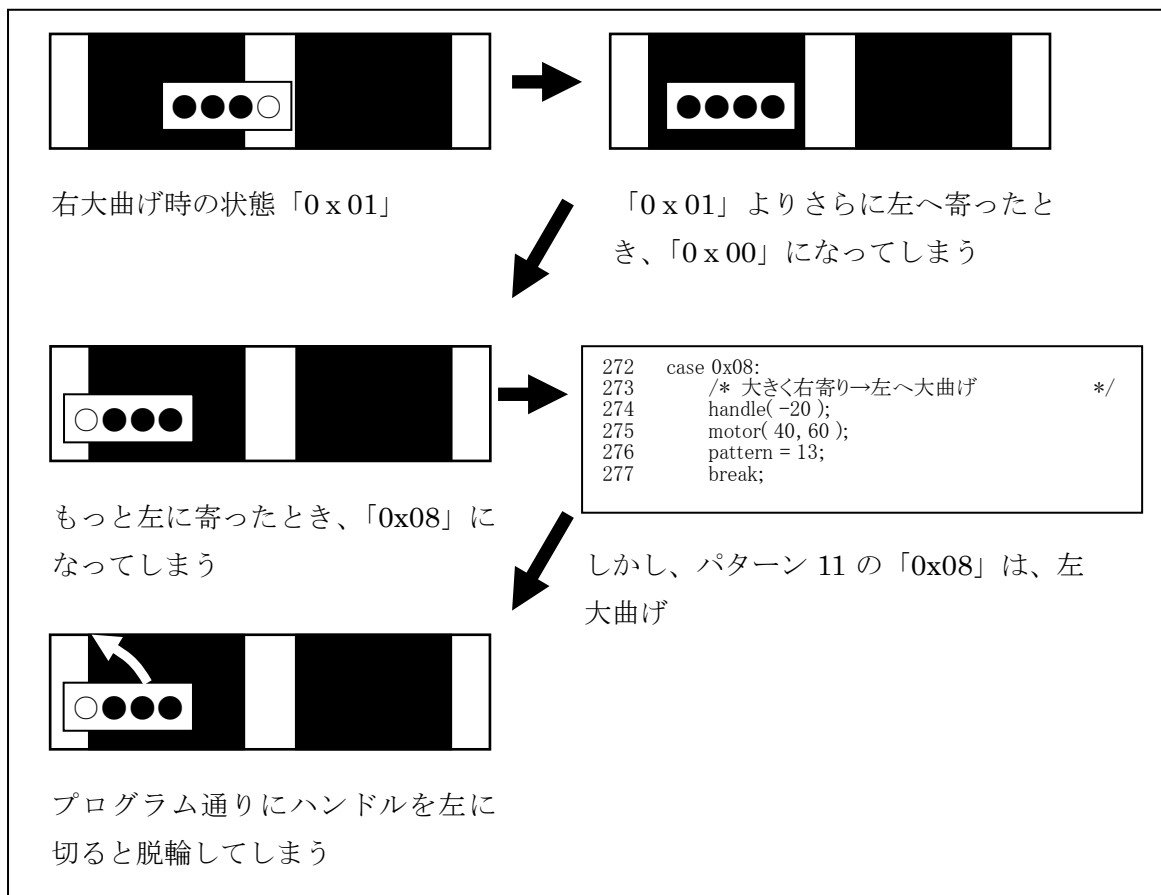 右大曲げ時の状態「0 x 01」
「0 x 01」よりさらに左へ寄ったと
き、「0 x 00」になってしまう
272 case 0x08:
273 /* 大きく右寄り→左へ大曲げ */
274 handle( -20 );
275 motor( 40, 60 );
276 pattern = 13;
277 break;
もっと左に寄ったとき、「0x08」に
なってしまう
しかし、パターン 11 の「0x08」は、左
大曲げ
プログラム通りにハンドルを左に
切ると脱輪してしまう